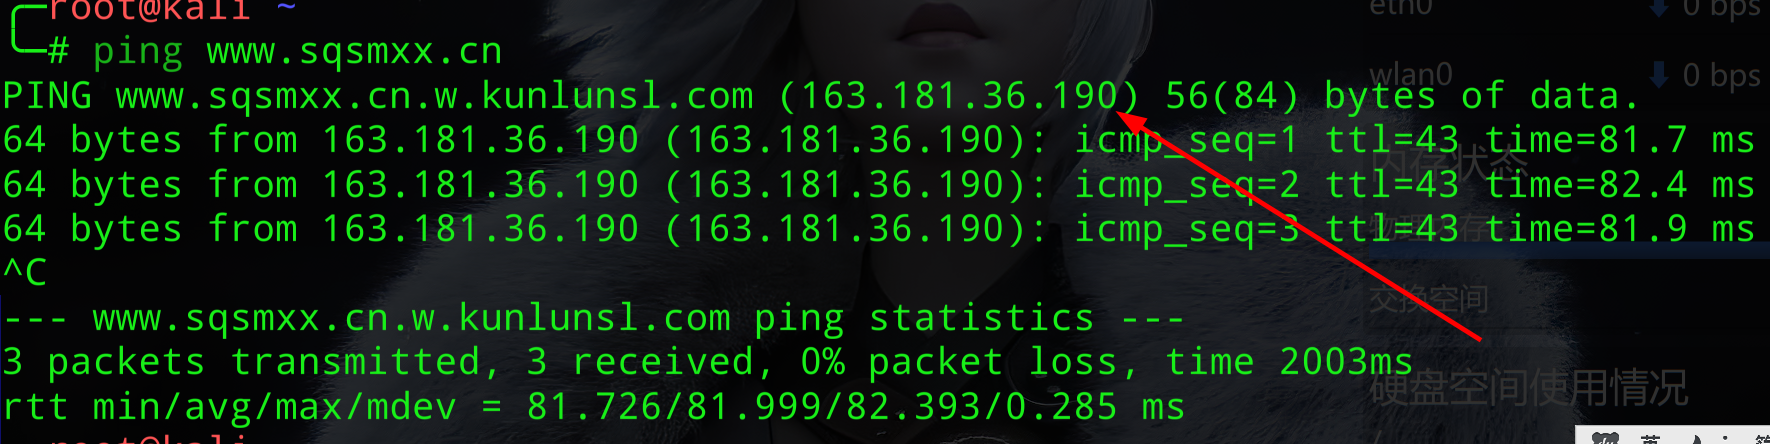 root@kali ~
# ping www.sqsmxx.cn
PING www.sqsmxx.cn.w.kunlunsl.com (163.181.36.190) 56(84) bytes of data.
64 bytes from 163.181.36.190 (163.181.36.190): icmp_seq=1 ttl=43 time=81.7 ms
64 bytes from 163.181.36.190 (163.181.36.190): icmp_seq=2 ttl=43 time=82.4 ms
64 bytes from 163.181.36.190 (163.181.36.190): icmp_seq=3 ttl=43 time=81.9 ms
^C
--- www.sqsmxx.cn.w.kunlunsl.com ping statistics ---
3 packets transmitted, 3 received, 0% packet loss, time 2003ms
rtt min/avg/max/mdev = 81.726/81.999/82.393/0.285 ms
root@kali
eth0 0 bps
wlan0 0 bps
内存状态
交换空间
硬盘空间使用情况
英